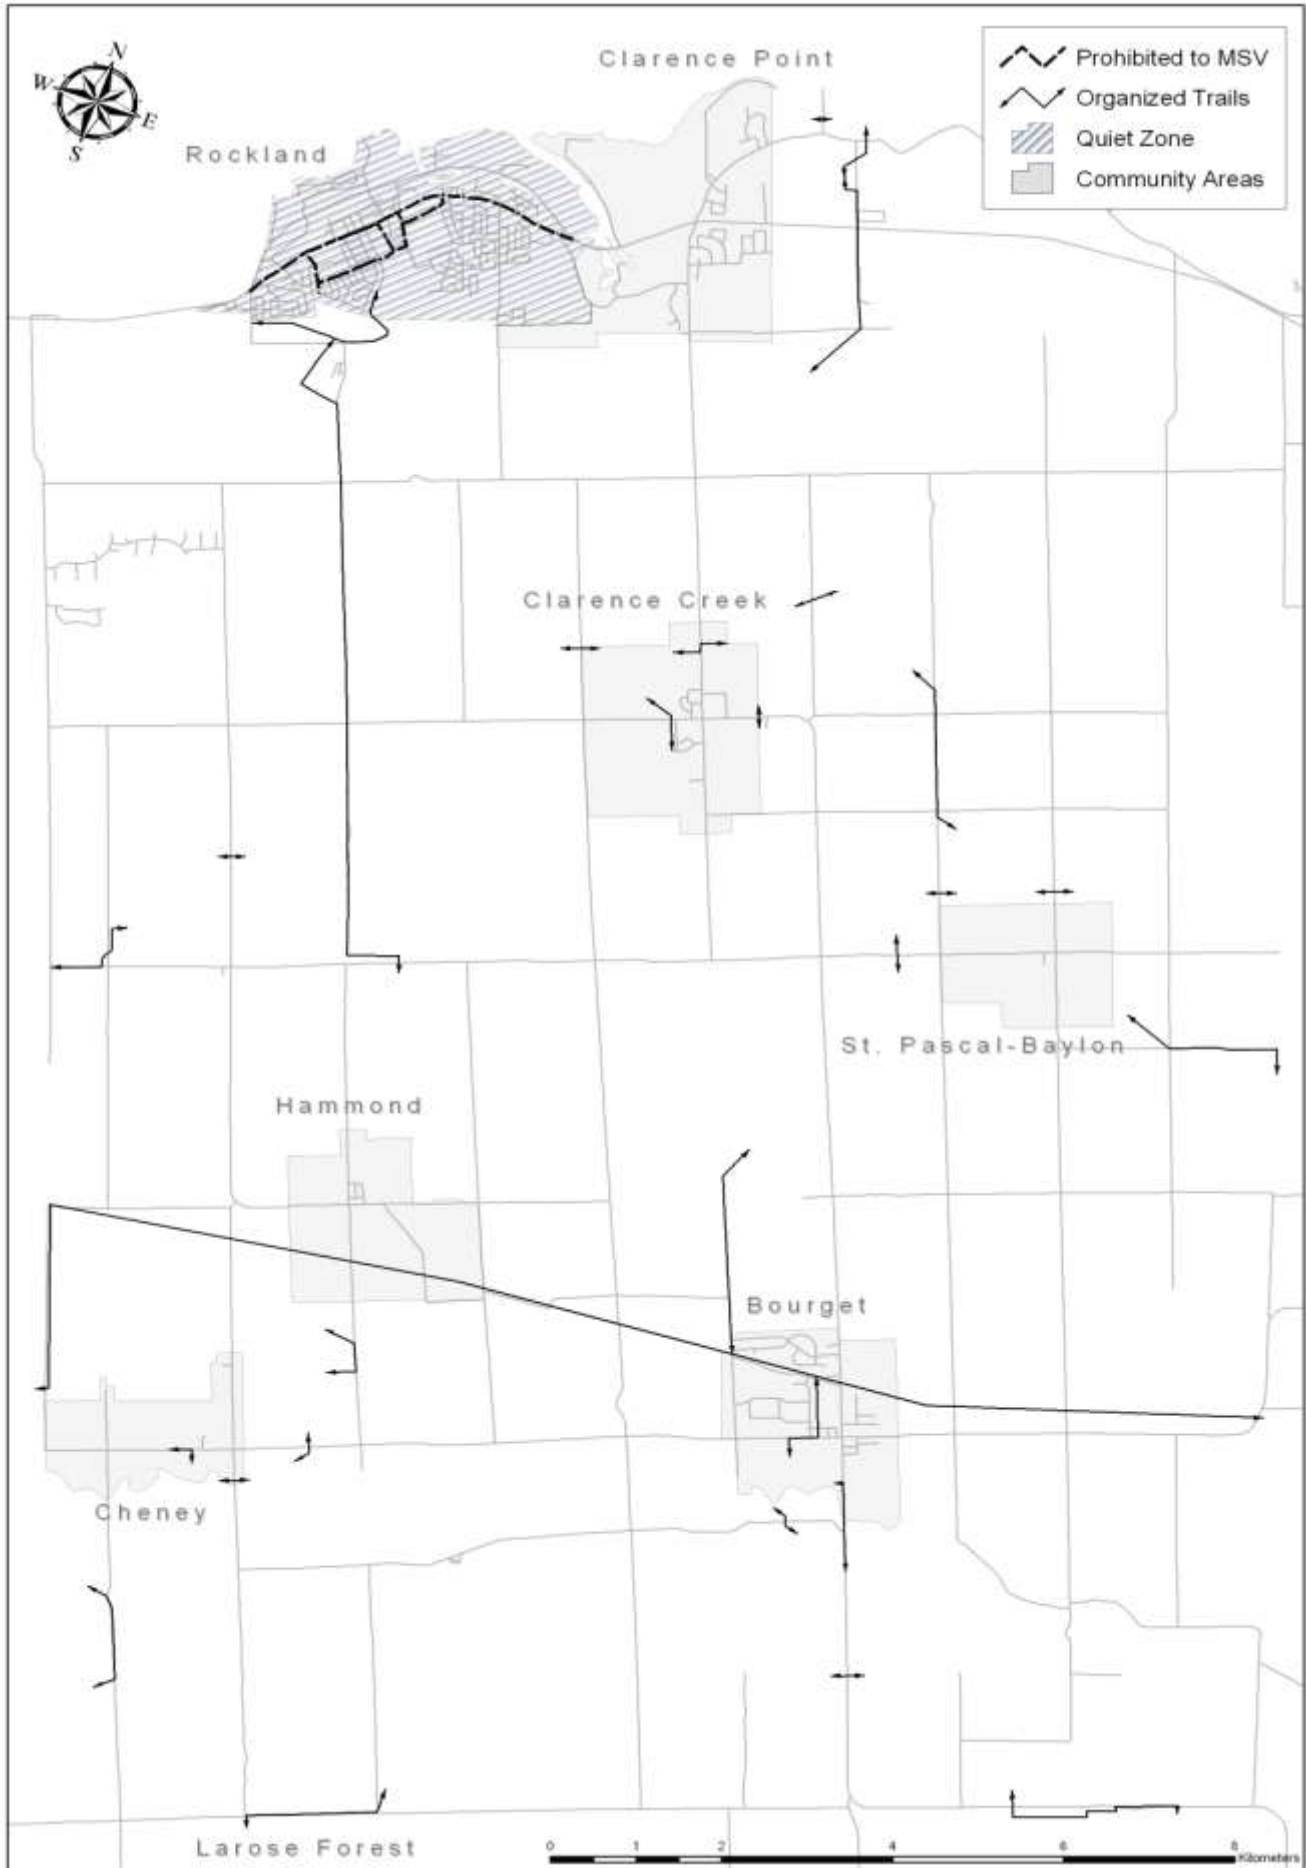 N
W
E
S
Clarence Point
Rockland
Prohibited to MSV
Organized Trails
Quiet Zone
Community Areas
Clarence Creek
St. Pascal-Baylon
Hammond
Bourget
Cheney
Larose Forest
0 1 2 4 6 8
Kilometers